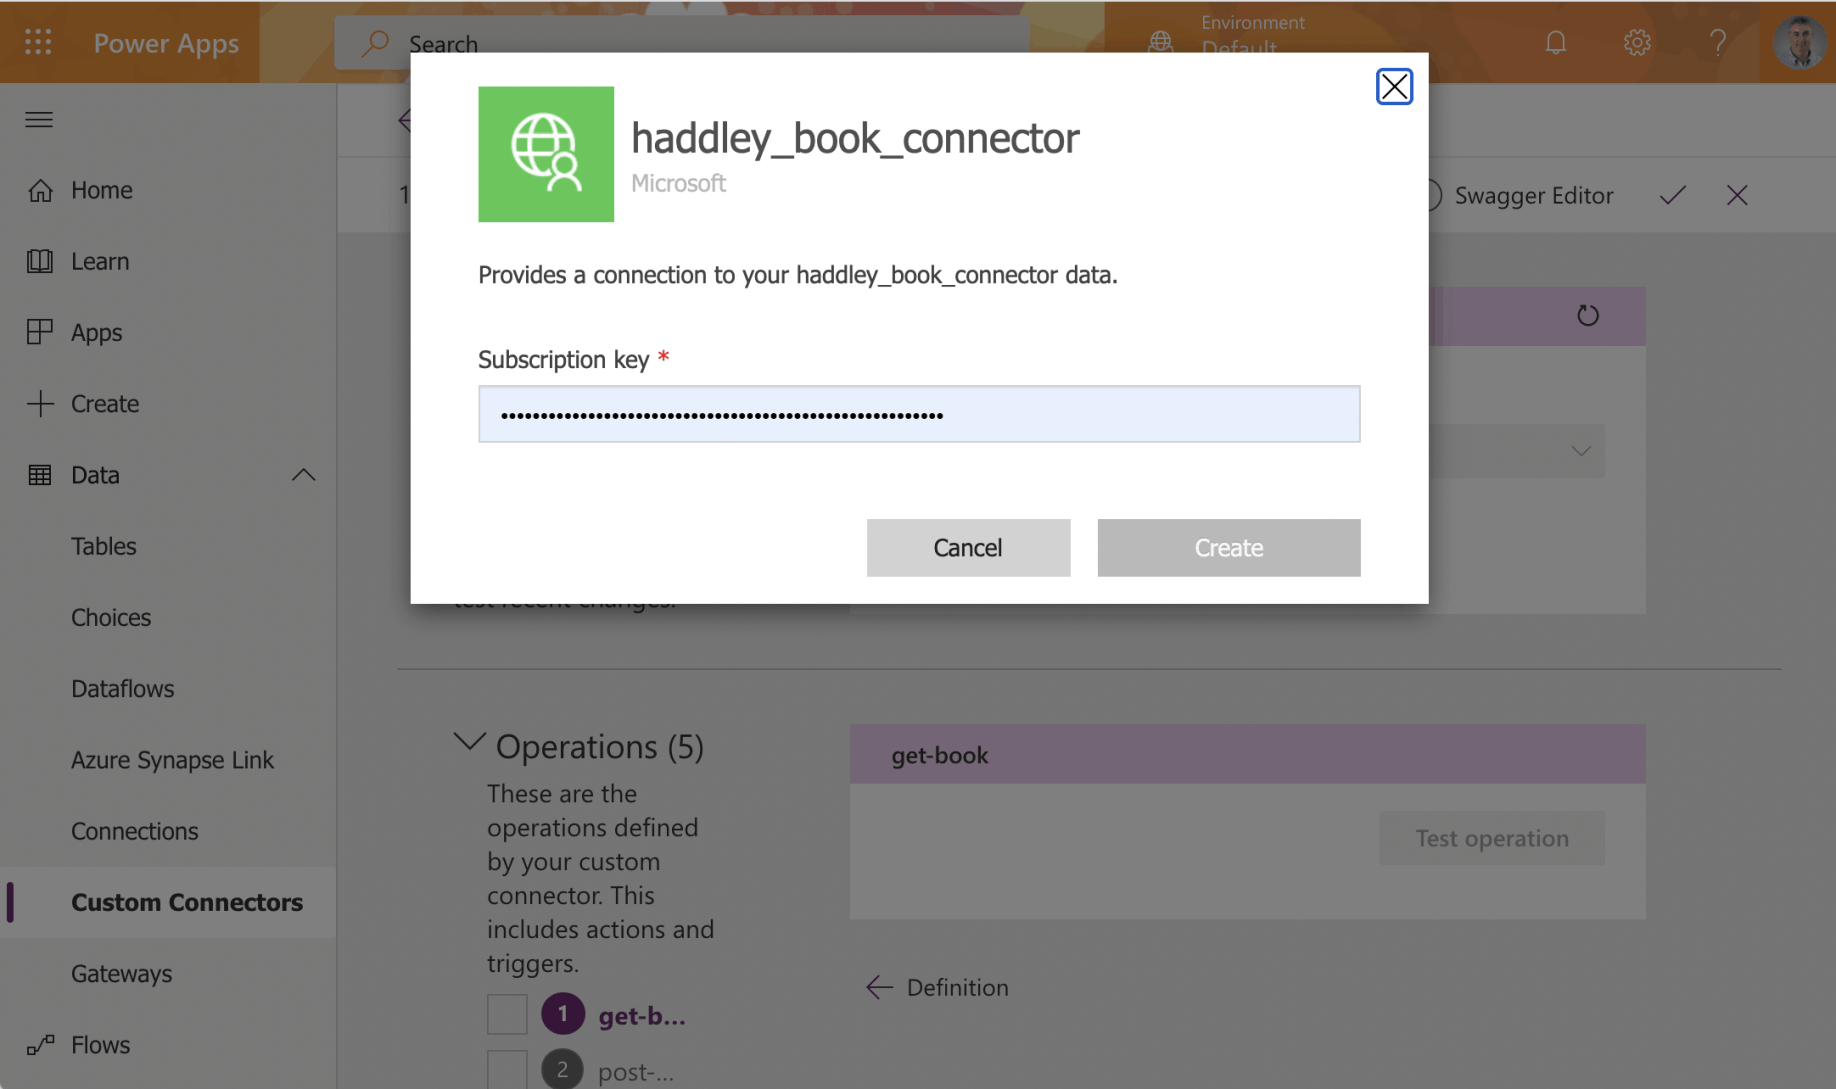 Power Apps
Search
Environment
Default
haddley_book_connector
Microsoft
Provides a connection to your haddley_book_connector data.
Subscription key *
••••••••••••••••••••••••••••••••••••••••••••••••••••••••
Cancel
Create
Home
Learn
Apps
Create
Data
Tables
Choices
Dataflows
Azure Synapse Link
Connections
Custom Connectors
Gateways
Flows
1
Swagger Editor
test recent changes.
Operations (5)
These are the
operations defined
by your custom
connector. This
includes actions and
triggers.
1 get-b...
2 post-...
get-book
Test operation
Definition